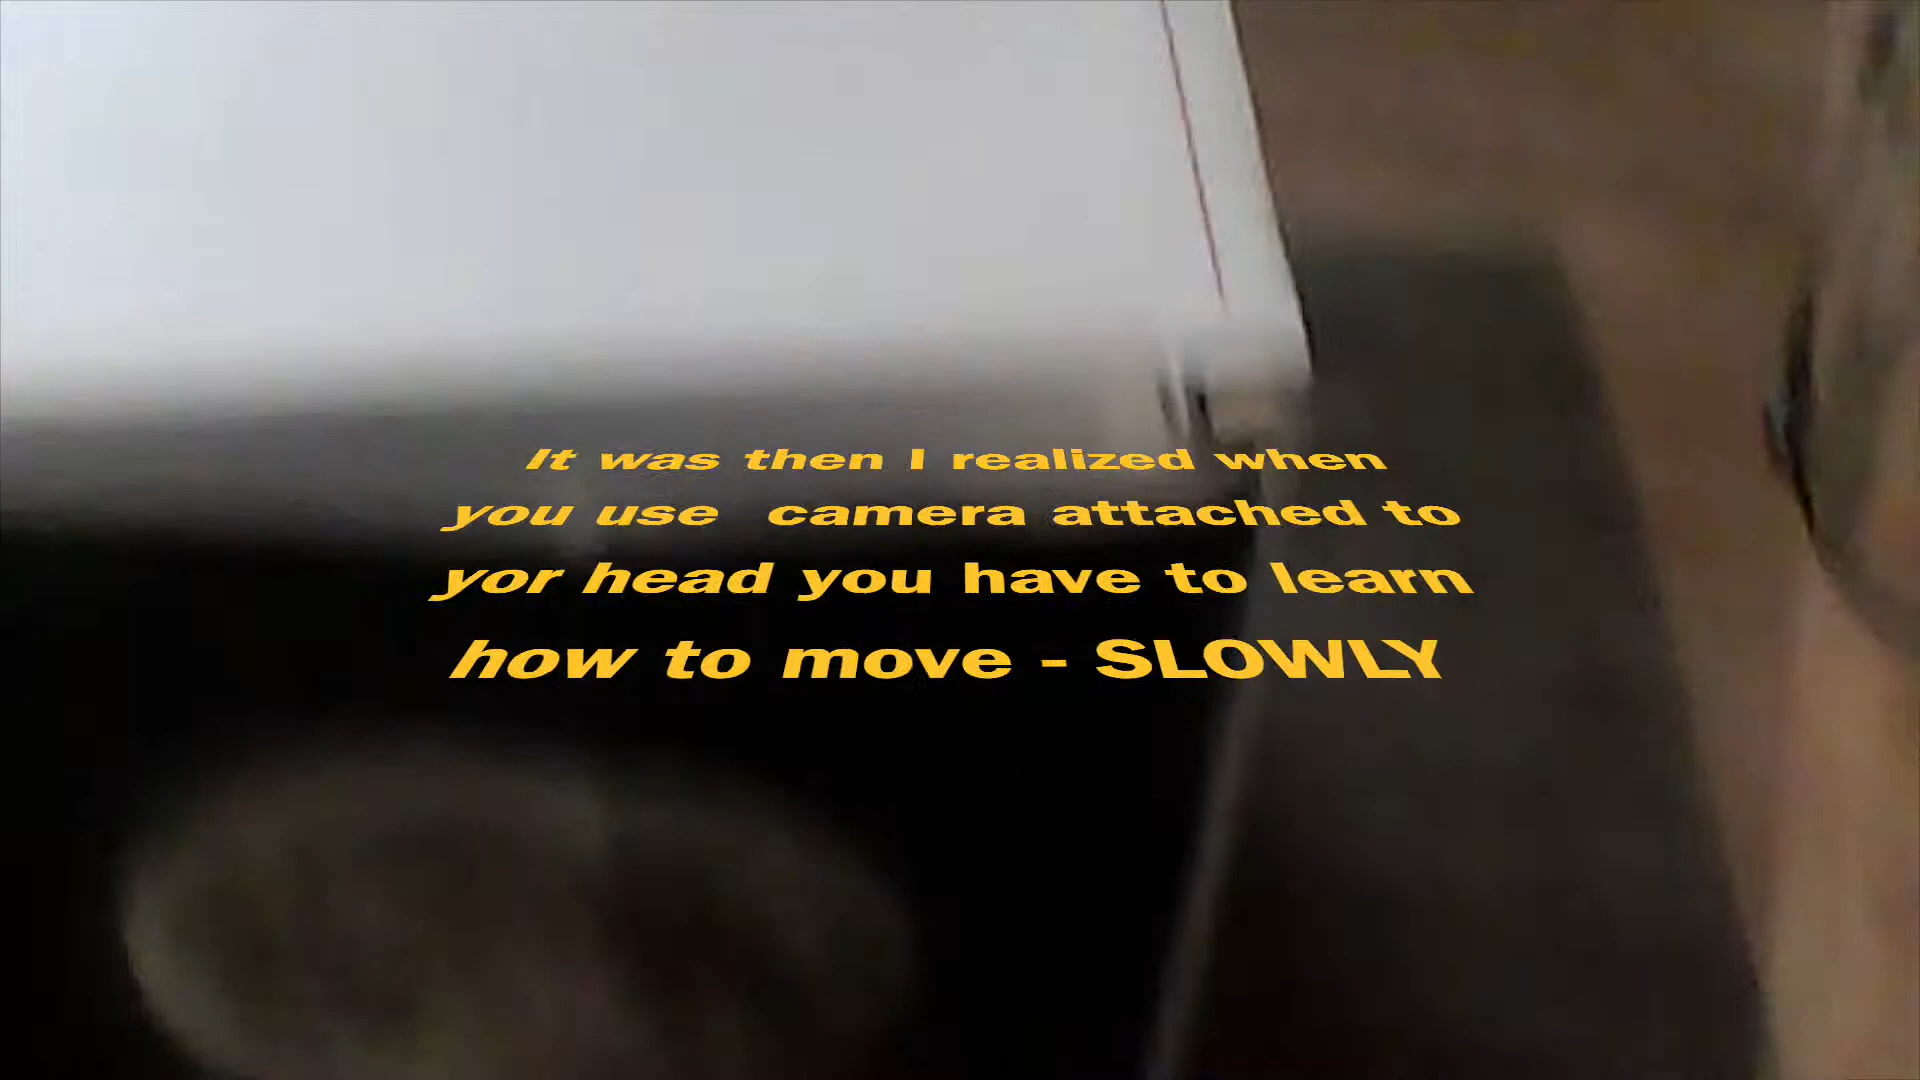 It was then I realized when
you use camera attached to
yor head you have to learn
how to move - SLOWLY